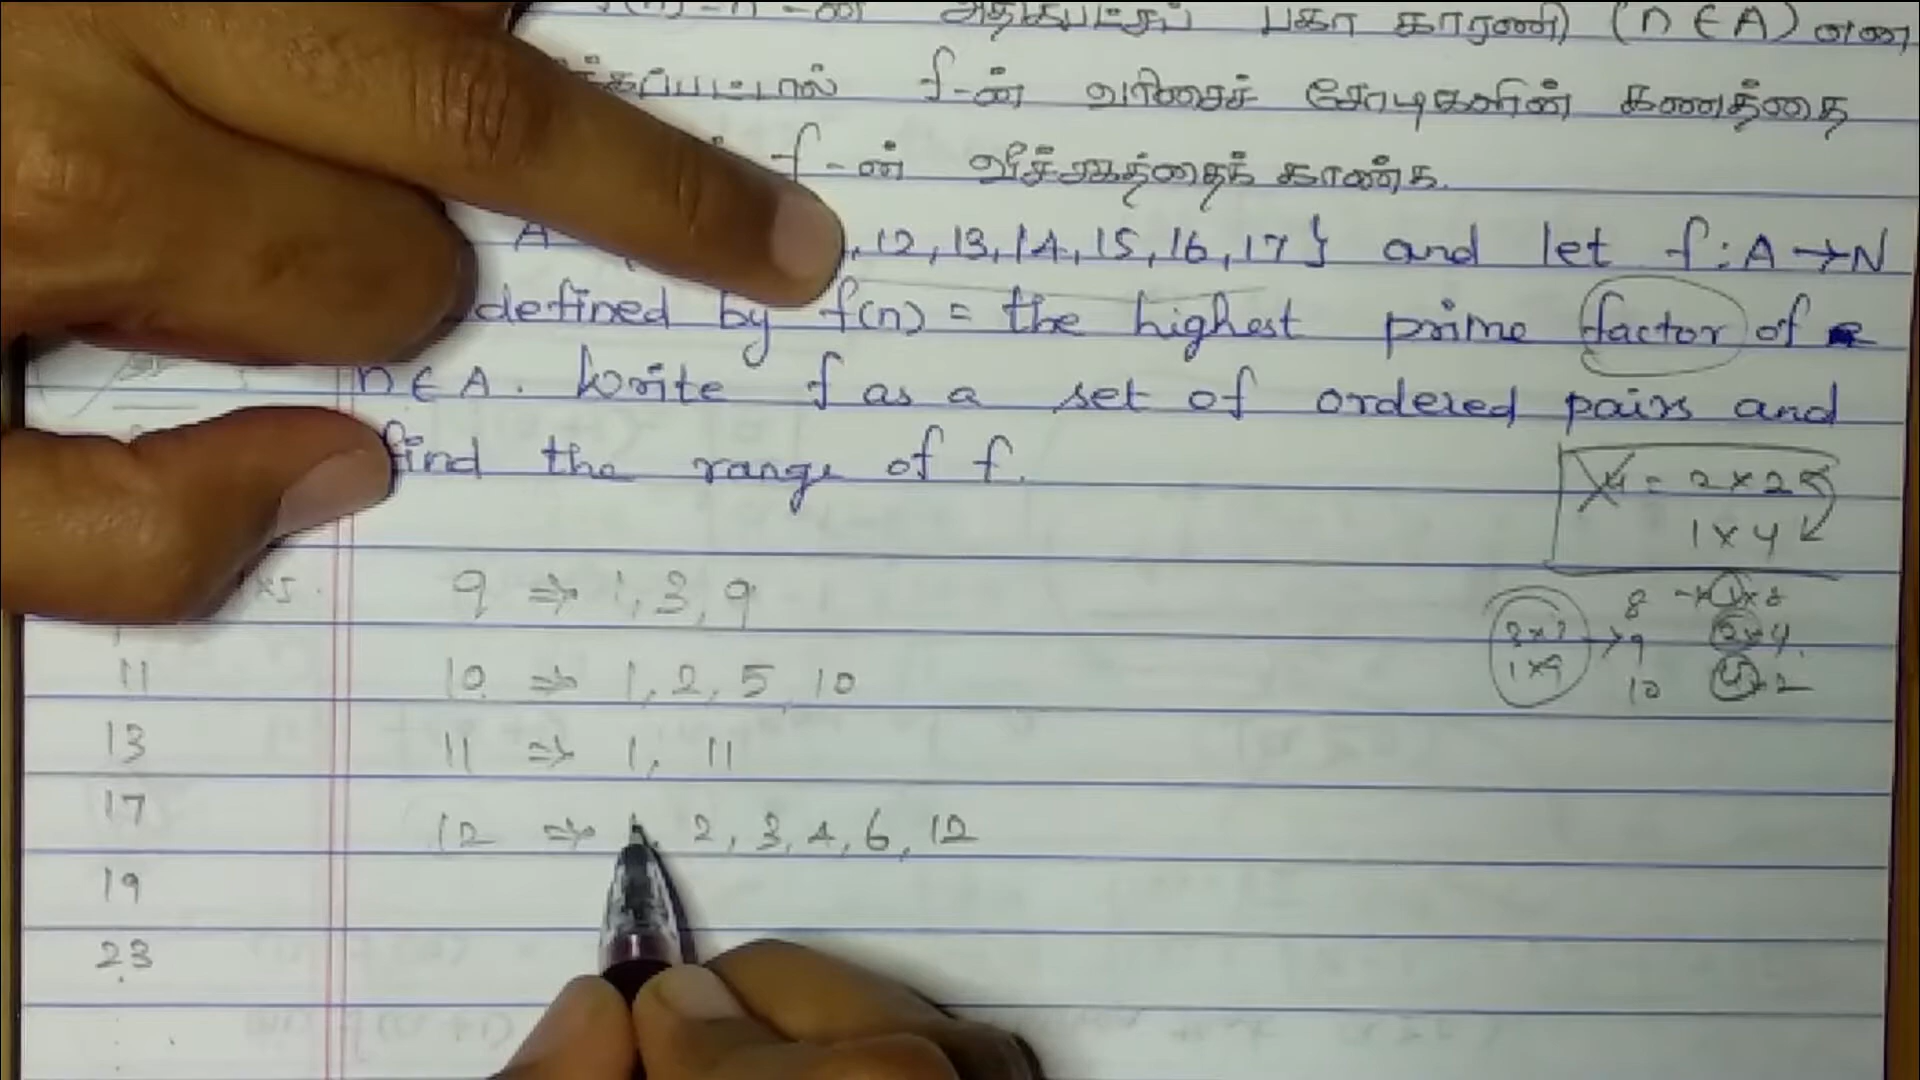 அதிகபட்சப் பகா காரணி) (n ∈ A) என
f-ன் வரிசைச் சோடிகளின் கணத்தை
f-ன் வீச்சகத்தைக் காண்க.
A , 12, 13, 14, 15, 16, 17 } and let f : A → N
defined by f(n) = the highest prime factor of
n ∈ A. Write f as a set of ordered pairs and
find the range of f.
4 = 2 × 2
1 × 4
9 ⇒ 1, 3, 9
8 → 1 × 8
9 2 × 4
10 4 × 2
1 × 9
11
10 ⇒ 1, 2, 5, 10
13
11 ⇒ 1, 11
17
12 ⇒ 1, 2, 3, 4, 6, 12
19
23